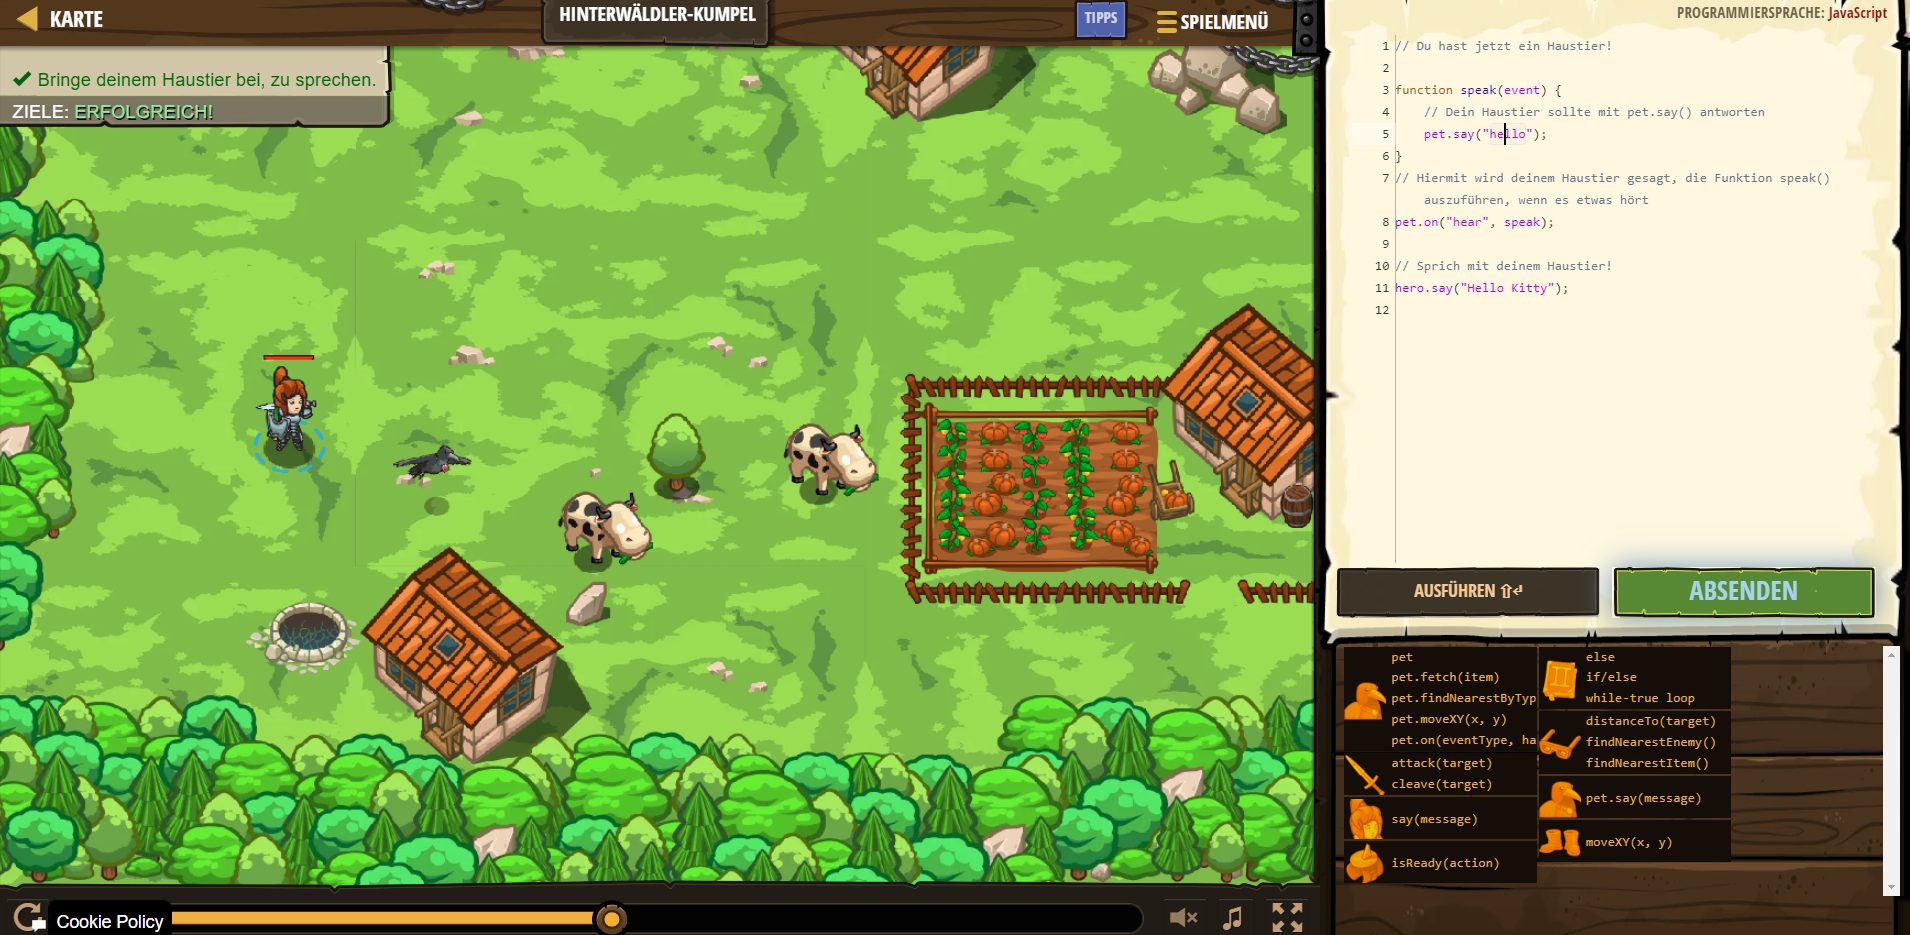 KARTE
HINTERWÄLDLER-KUMPEL
TIPPS
SPIELMENÜ
PROGRAMMIERSPRACHE: JavaScript
Bringe deinem Haustier bei, zu sprechen.
ZIELE: ERFOLGREICH!
1 // Du hast jetzt ein Haustier!
2
3 function speak(event) {
4 // Dein Haustier sollte mit pet.say() antworten
5 pet.say("hello");
6 }
7 // Hiermit wird deinem Haustier gesagt, die Funktion speak()
auszuführen, wenn es etwas hört
8 pet.on("hear", speak);
9
10 // Sprich mit deinem Haustier!
11 hero.say("Hello Kitty");
12
AUSFÜHREN ⇧↵
ABSENDEN
pet
pet.fetch(item)
pet.findNearestByTyp
pet.moveXY(x, y)
pet.on(eventType, ha
attack(target)
cleave(target)
say(message)
isReady(action)
else
if/else
while-true loop
distanceTo(target)
findNearestEnemy()
findNearestItem()
pet.say(message)
moveXY(x, y)
Cookie Policy